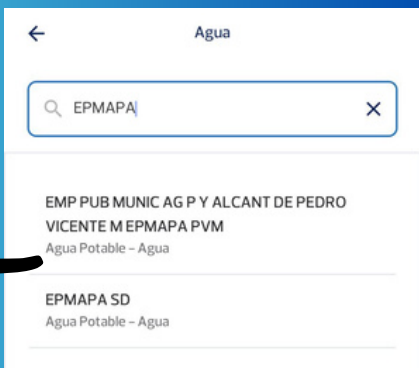 Agua
EPMAPA
EMP PUB MUNIC AG P Y ALCANT DE PEDRO
VICENTE M EPMAPA PVM
Agua Potable – Agua
EPMAPA SD
Agua Potable – Agua